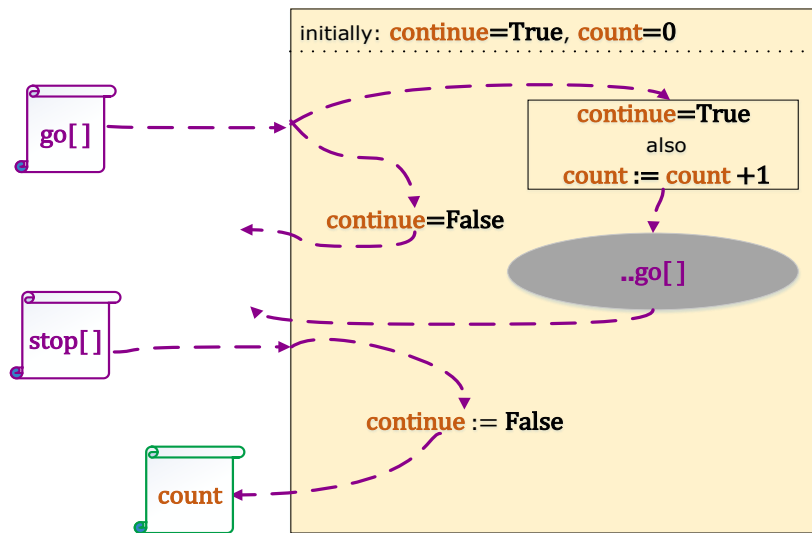 initially: continue=True, count=0
go[ ]
continue=True
also
count := count +1
continue=False
..go[ ]
stop[ ]
continue := False
count